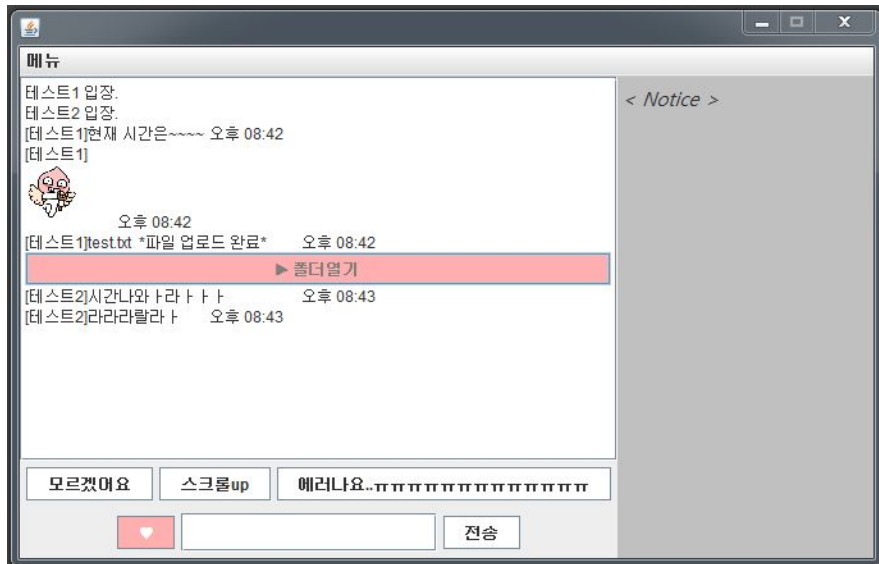 메뉴
테스트1 입장.
테스트2 입장.
[테스트1]현재 시간은~~~~ 오후 08:42
[테스트1]
오후 08:42
[테스트1]test.txt *파일 업로드 완료* 오후 08:42
▶ 폴더열기
[테스트2]시간나와ㅏ라ㅏㅏㅏ 오후 08:43
[테스트2]라라라랄라ㅏ 오후 08:43
< Notice >
모르겠어요 스크롤up 에러나요..ㅠㅠㅠㅠㅠㅠㅠㅠㅠㅠㅠㅠㅠ
♥ 전송